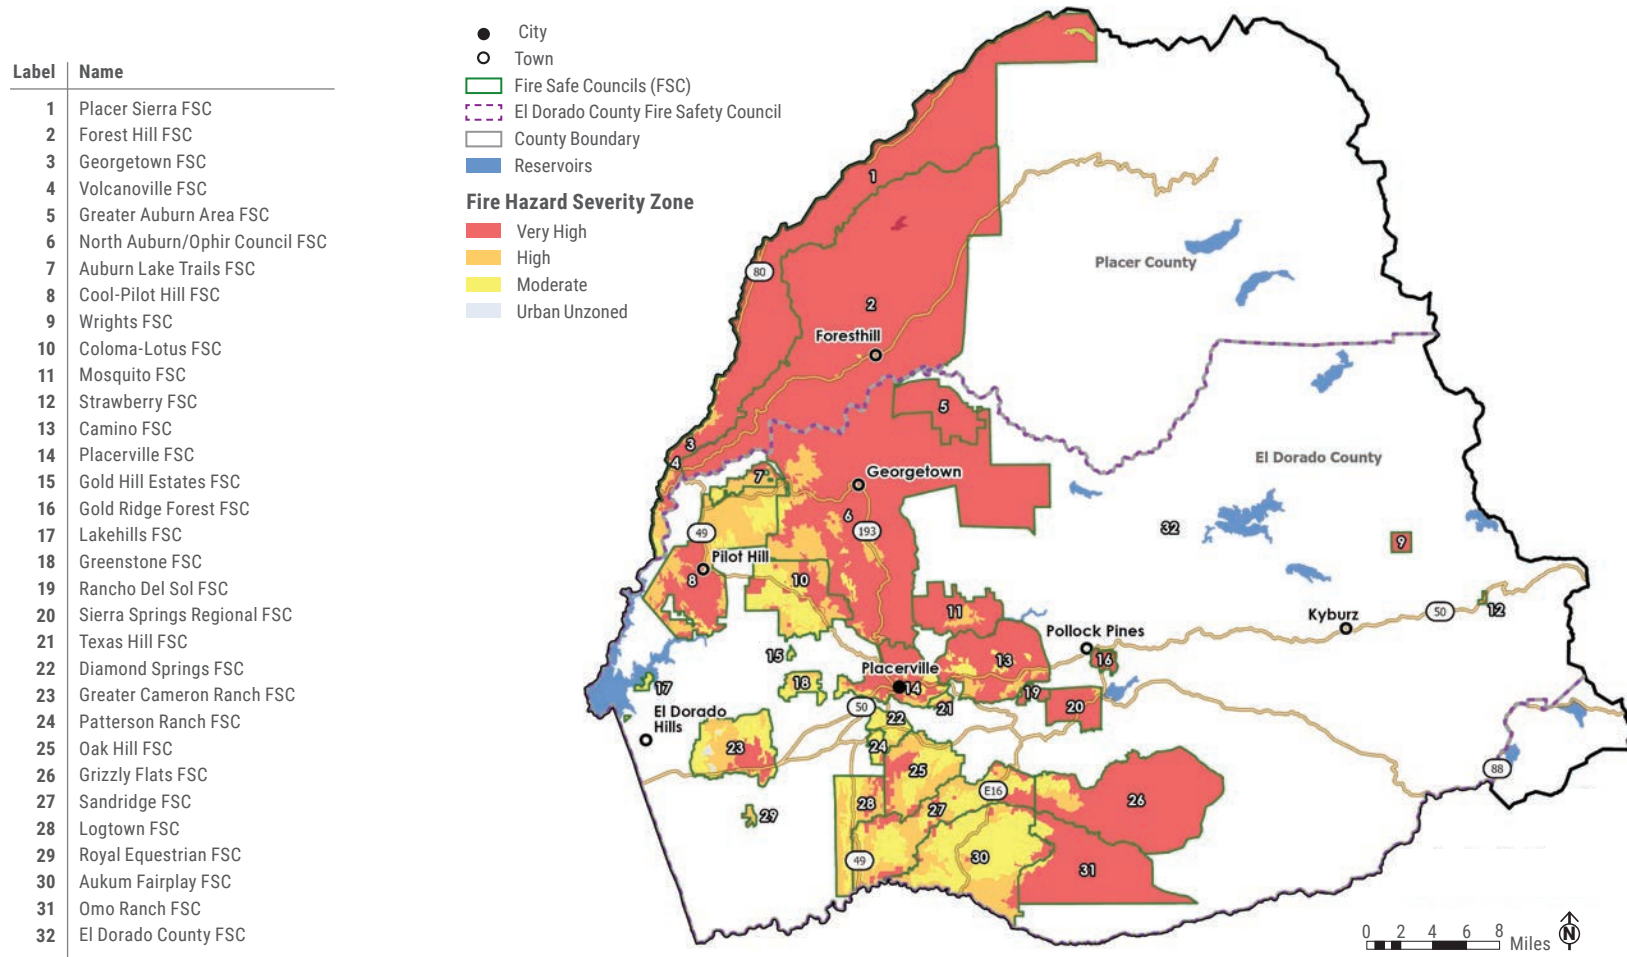 Label Name
1 Placer Sierra FSC
2 Forest Hill FSC
3 Georgetown FSC
4 Volcanoville FSC
5 Greater Auburn Area FSC
6 North Auburn/Ophir Council FSC
7 Auburn Lake Trails FSC
8 Cool-Pilot Hill FSC
9 Wrights FSC
10 Coloma-Lotus FSC
11 Mosquito FSC
12 Strawberry FSC
13 Camino FSC
14 Placerville FSC
15 Gold Hill Estates FSC
16 Gold Ridge Forest FSC
17 Lakehills FSC
18 Greenstone FSC
19 Rancho Del Sol FSC
20 Sierra Springs Regional FSC
21 Texas Hill FSC
22 Diamond Springs FSC
23 Greater Cameron Ranch FSC
24 Patterson Ranch FSC
25 Oak Hill FSC
26 Grizzly Flats FSC
27 Sandridge FSC
28 Logtown FSC
29 Royal Equestrian FSC
30 Aukum Fairplay FSC
31 Omo Ranch FSC
32 El Dorado County FSC
City
Town
Fire Safe Councils (FSC)
El Dorado County Fire Safety Council
County Boundary
Reservoirs
Fire Hazard Severity Zone
Very High
High
Moderate
Urban Unzoned
1
80
Placer County
2
Foresthill
5
3
4
El Dorado County
7
Georgetown
6
193
32
49
9
Pilot Hill
8
10
11
12
50
Kyburz
Pollock Pines
15
13
16
Placerville
17
18
14
19
21
20
50
22
El Dorado
Hills
23
24
25
88
E16
26
28
27
29
49
30
31
0 2 4 6 8
Miles
N